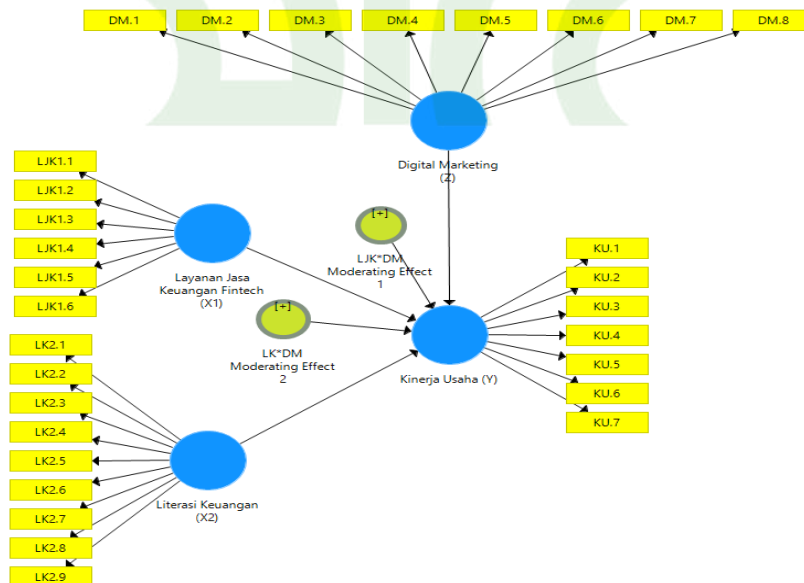 DM.1
DM.2
DM.3
DM.4
DM.5
DM.6
DM.7
DM.8
Digital Marketing
(Z)
LJK1.1
LJK1.2
LJK1.3
LJK1.4
LJK1.5
LJK1.6
Layanan Jasa
Keuangan Fintech
(X1)
[+]
LJK*DM
Moderating Effect
1
[+]
LK*DM
Moderating Effect
2
KU.1
KU.2
KU.3
KU.4
KU.5
KU.6
KU.7
Kinerja Usaha (Y)
LK2.1
LK2.2
LK2.3
LK2.4
LK2.5
LK2.6
LK2.7
LK2.8
LK2.9
Literasi Keuangan
(X2)